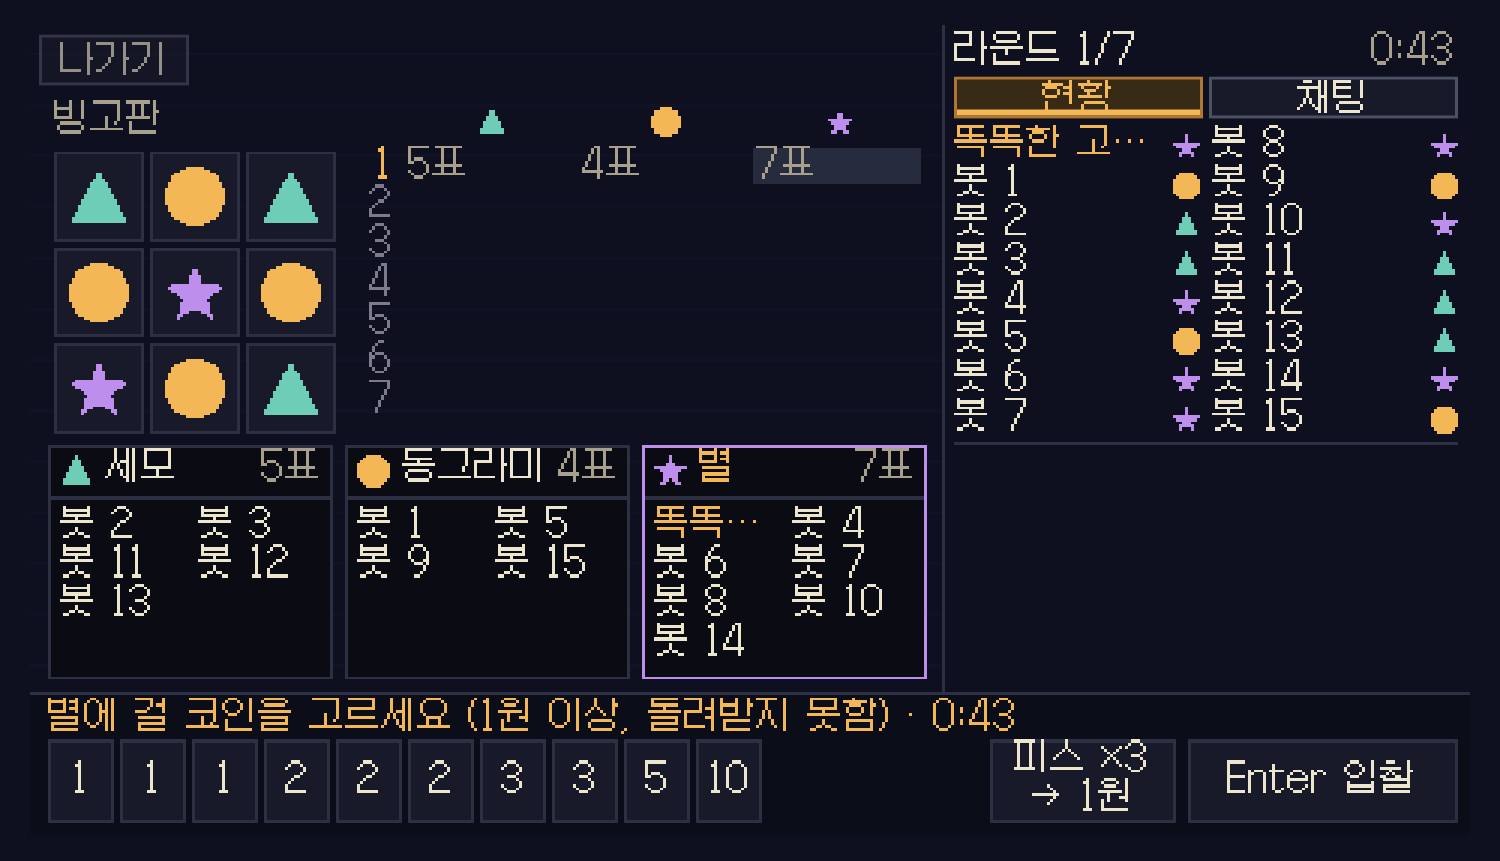 나가기
빙고판
1 5표 4표 7표
2
3
4
5
6
7
세모 5표
봇 2 봇 3
봇 11 봇 12
봇 13
동그라미 4표
봇 1 봇 5
봇 9 봇 15
별 7표
똑똑… 봇 4
봇 6 봇 7
봇 8 봇 10
봇 14
라운드 1/7 0:43
현황 채팅
똑똑한 고… 봇 8
봇 1 봇 9
봇 2 봇 10
봇 3 봇 11
봇 4 봇 12
봇 5 봇 13
봇 6 봇 14
봇 7 봇 15
별에 걸 코인을 고르세요 (1원 이상, 돌려받지 못함) · 0:43
1 1 1 2 2 2 3 3 5 10
피스 ×3
→ 1원
Enter 입찰